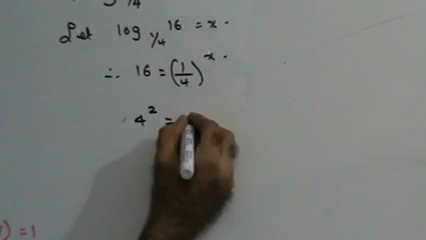 Let log 1/4 16 = x.
∴ 16 = (1/4)^x.
4^2 =
) = 1